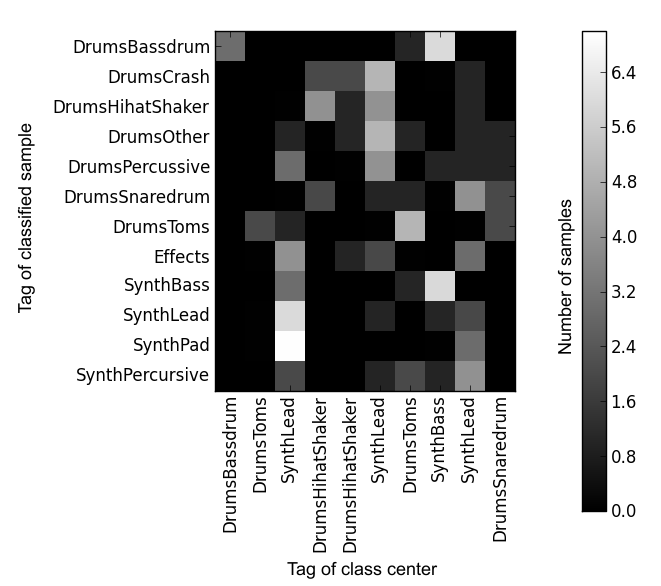 DrumsBassdrum
DrumsCrash
DrumsHihatShaker
DrumsOther
DrumsPercussive
DrumsSnaredrum
DrumsToms
Effects
SynthBass
SynthLead
SynthPad
SynthPercursive
Tag of classified sample
DrumsBassdrum
DrumsToms
SynthLead
DrumsHihatShaker
DrumsHihatShaker
SynthLead
DrumsToms
SynthBass
SynthLead
DrumsSnaredrum
Tag of class center
Number of samples
6.4
5.6
4.8
4.0
3.2
2.4
1.6
0.8
0.0